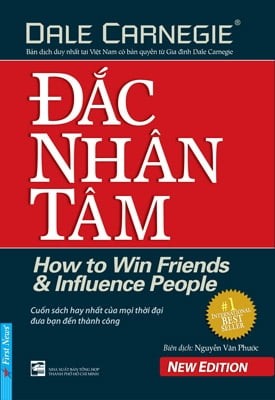 DALE CARNEGIE®
Bản dịch duy nhất tại Việt Nam có bản quyền từ Gia đình Dale Carnegie
ĐẮC
NHÂN
TÂM
How to Win Friends
& Influence People
Cuốn sách hay nhất của mọi thời đại
đưa bạn đến thành công
#1
INTERNATIONAL
BEST
SELLER
Biên dịch: Nguyễn Văn Phước
First News
NHÀ XUẤT BẢN TỔNG HỢP
THÀNH PHỐ HỒ CHÍ MINH
NEW EDITION